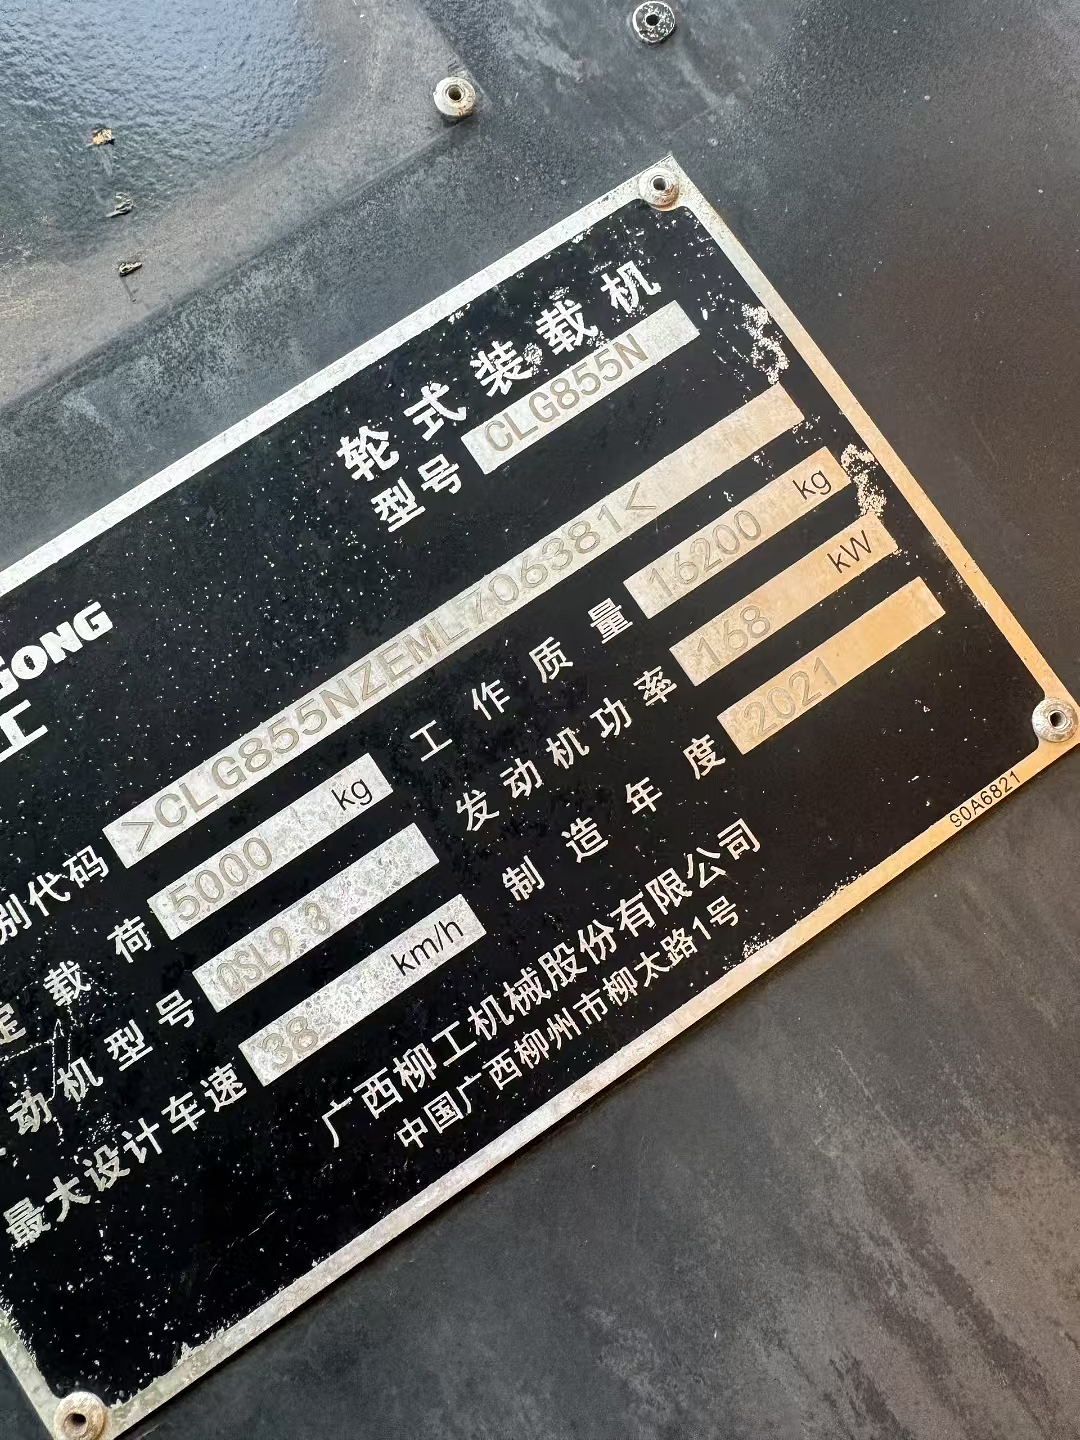 GONG
工
轮式装载机
型号 CLG855N
别代码 >CLG855NZEML706381<
定载荷 5000 kg 工作质量 16200 kg
动机型号 QSL9.3 发动机功率 168 kW
最大设计车速 38 km/h 制造年度 2021
广西柳工机械股份有限公司
中国广西柳州市柳太路1号
90A6821